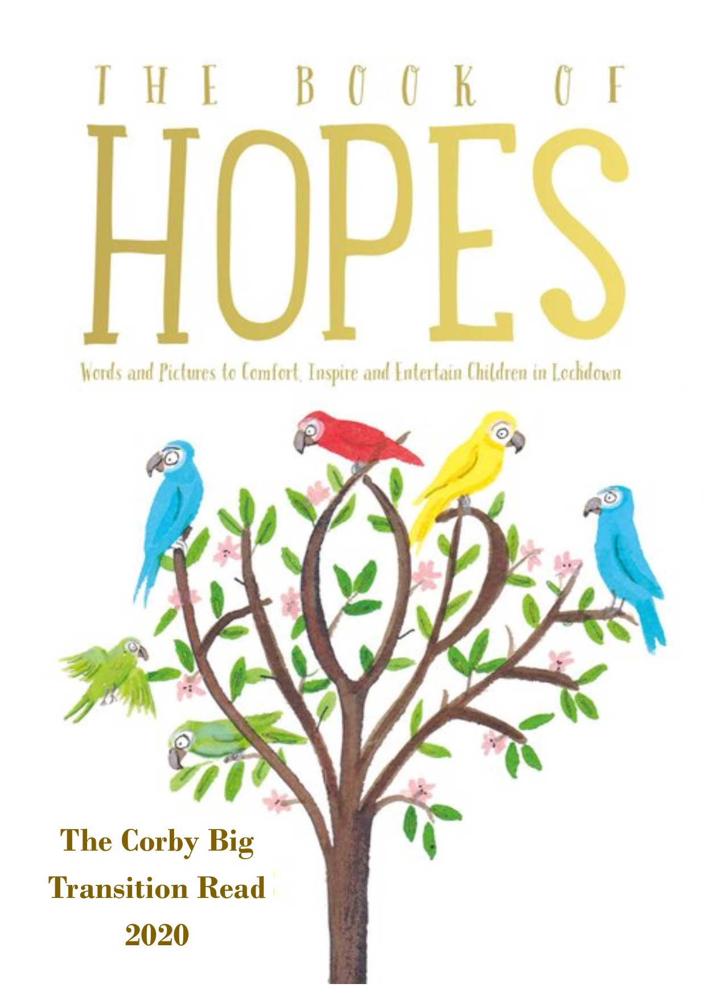 THE BOOK OF
HOPES
Words and Pictures to Comfort, Inspire and Entertain Children in Lockdown
The Corby Big
Transition Read
2020